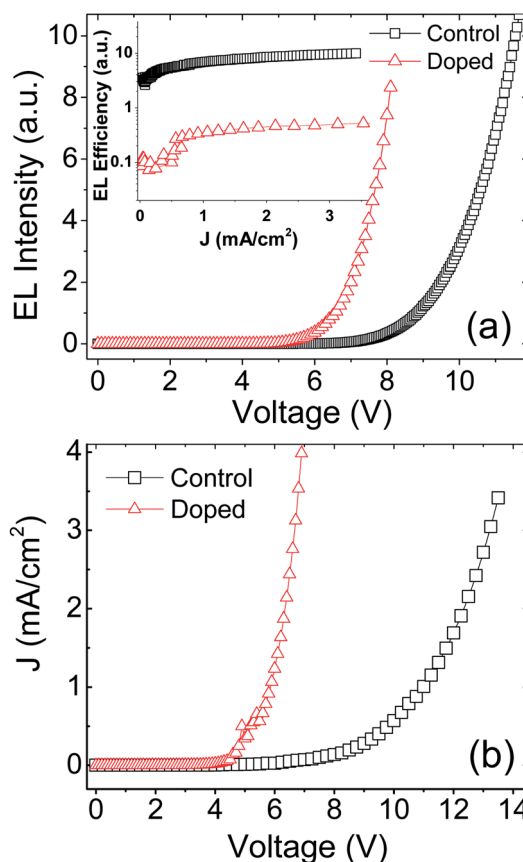 Control
Doped
EL Efficiency (a.u.)
10
1
0.1
0
1
2
3
J (mA/cm²)
EL Intensity (a.u.)
10
8
6
4
2
0
(a)
0
2
4
6
8
10
Voltage (V)
Control
Doped
J (mA/cm²)
4
3
2
1
0
(b)
0
2
4
6
8
10
12
14
Voltage (V)